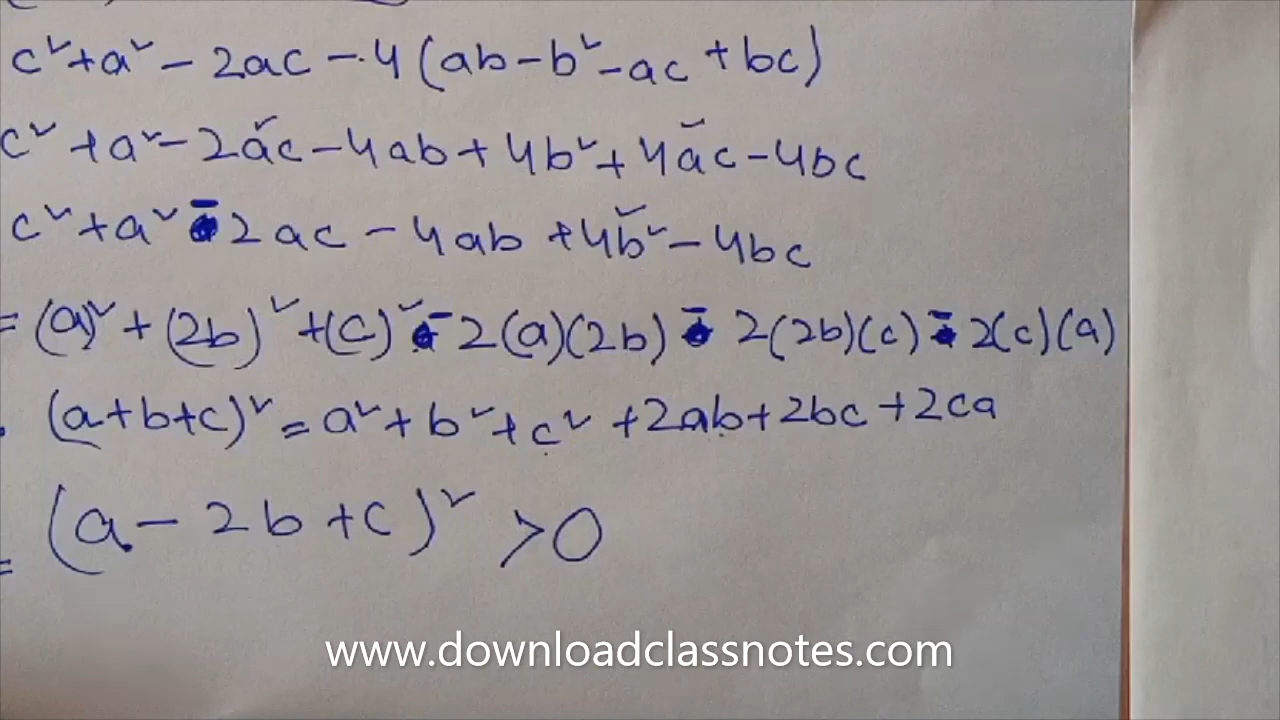 c²+a²-2ac-4(ab-b²-ac+bc)
c²+a²-2ac-4ab+4b²+4ac-4bc
c²+a²-2ac-4ab+4b²-4bc
=(a)²+(2b)²+(c)²-2(a)(2b)-2(2b)(c)-2(c)(a)
(a+b+c)²=a²+b²+c²+2ab+2bc+2ca
=(a-2b+c)²>0
www.downloadclassnotes.com